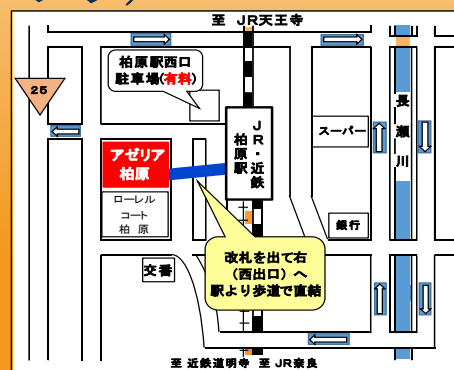 至 JR天王寺
柏原駅西口
駐車場(有料)
25
JR・近鉄
柏原駅
スーパー
長瀬川
アゼリア
柏原
ローレル
コート
柏 原
銀行
改札を出て右
(西出口)へ
駅より歩道で直結
交番
至 近鉄道明寺 至 JR奈良